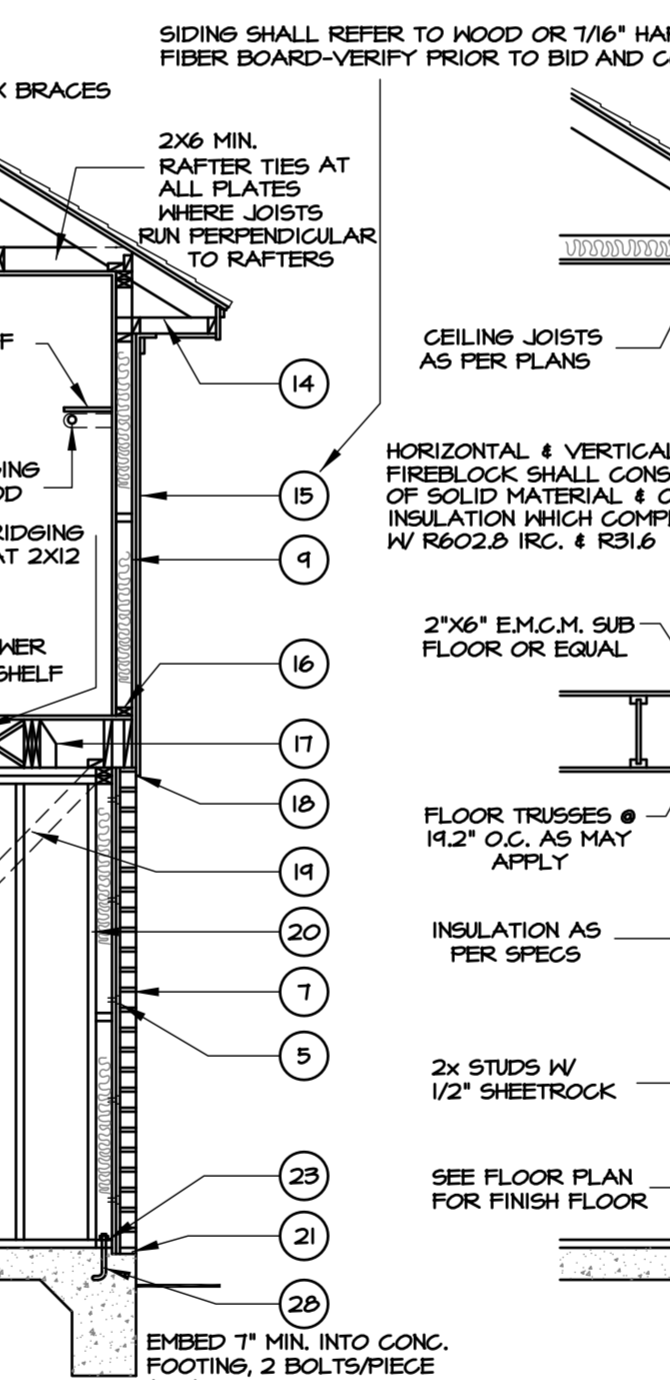 SIDING SHALL REFER TO WOOD OR 7/16"
FIBER BOARD-VERIFY PRIOR TO BID AND
X BRACES
2X6 MIN.
RAFTER TIES AT
ALL PLATES
WHERE JOISTS
RUN PERPENDICULAR
TO RAFTERS
CEILING JOISTS
AS PER PLANS
14
HORIZONTAL & VERTICAL
FIREBLOCK SHALL
OF SOLID MATERIAL &
INSULATION WHICH
W/ R602.8 IRC. & R31.6
15
AT 2X12
9
2"X6" E.M.C.M. SUB
FLOOR OR EQUAL
SHELF
16
17
18
FLOOR TRUSSES @
19.2" O.C. AS MAY
APPLY
19
20
INSULATION AS
PER SPECS
7
5
2x STUDS W/
1/2" SHEETROCK
23
SEE FLOOR PLAN
FOR FINISH FLOOR
21
28
EMBED 7" MIN. INTO CONC.
FOOTING, 2 BOLTS/PIECE